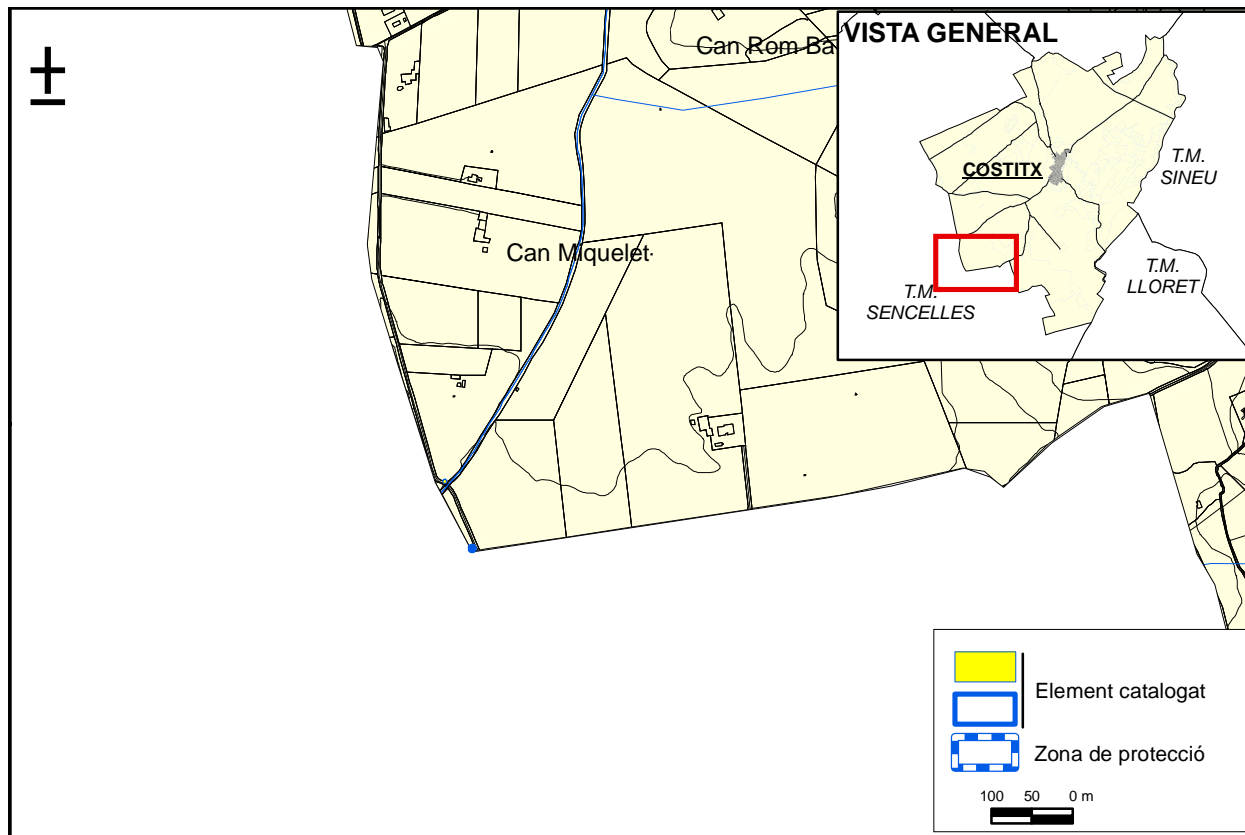 ±
Can Rom Ba
VISTA GENERAL
COSTITX
T.M.
SINEU
T.M.
LLORET
T.M.
SENCELLES
Can Miquelet
Element catalogat
Zona de protecció
100 50 0 m